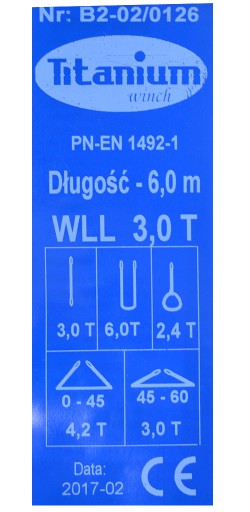 Nr: B2-02/0126
Titanium
winch
PN-EN 1492-1
Długość - 6,0 m
WLL 3,0 T
3,0 T 6,0T 2,4 T
0 - 45 45 - 60
4,2 T 3,0 T
Data:
2017-02 CE